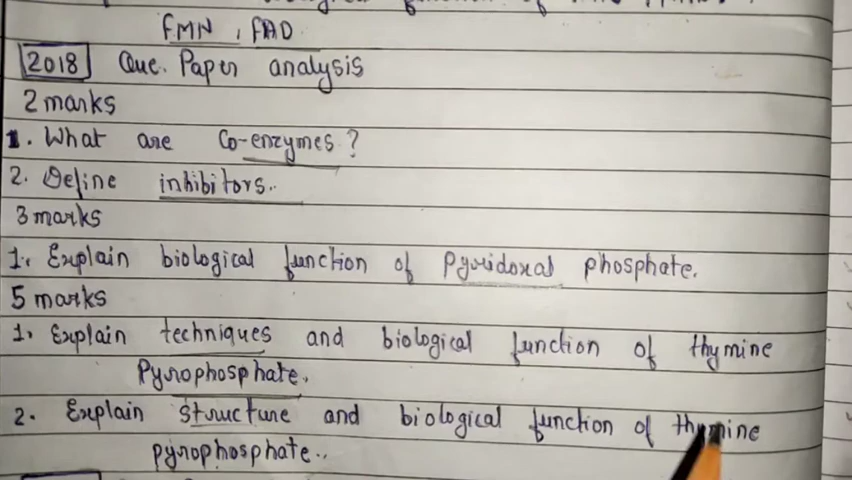 function of
FMN, FAD
2018 Que. Paper analysis
2 marks
1. What are Co-enzymes?
2. Define inhibitors..
3 marks
1. Explain biological function of Pyridoxal phosphate.
5 marks
1. Explain techniques and biological function of thymine
Pyrophosphate.
2. Explain structure and biological function of thymine
pyrophosphate..